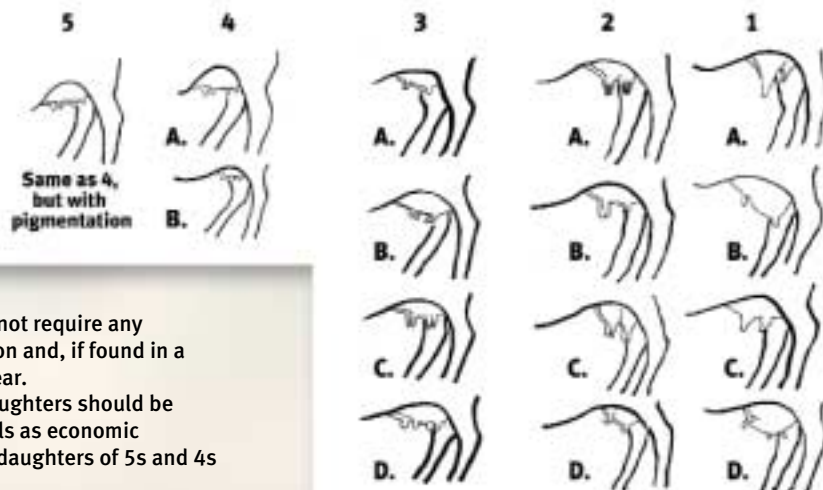 5
4
3
2
1
A.
A.
A.
A.
Same as 4,
but with
pigmentation
B.
B.
B.
B.
not require any
on and, if found in a
ear.
ughters should be
ls as economic
daughters of 5s and 4s
C.
C.
C.
D.
D.
D.